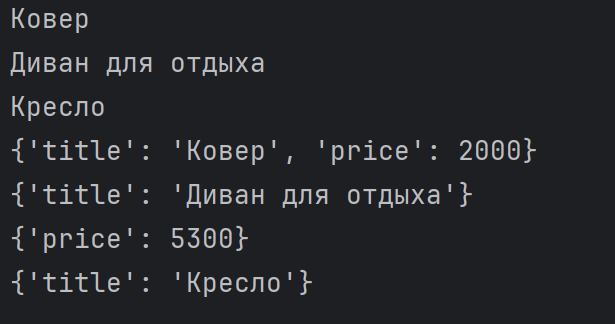 Ковер
Диван для отдыха
Кресло
{'title': 'Ковер', 'price': 2000}
{'title': 'Диван для отдыха'}
{'price': 5300}
{'title': 'Кресло'}